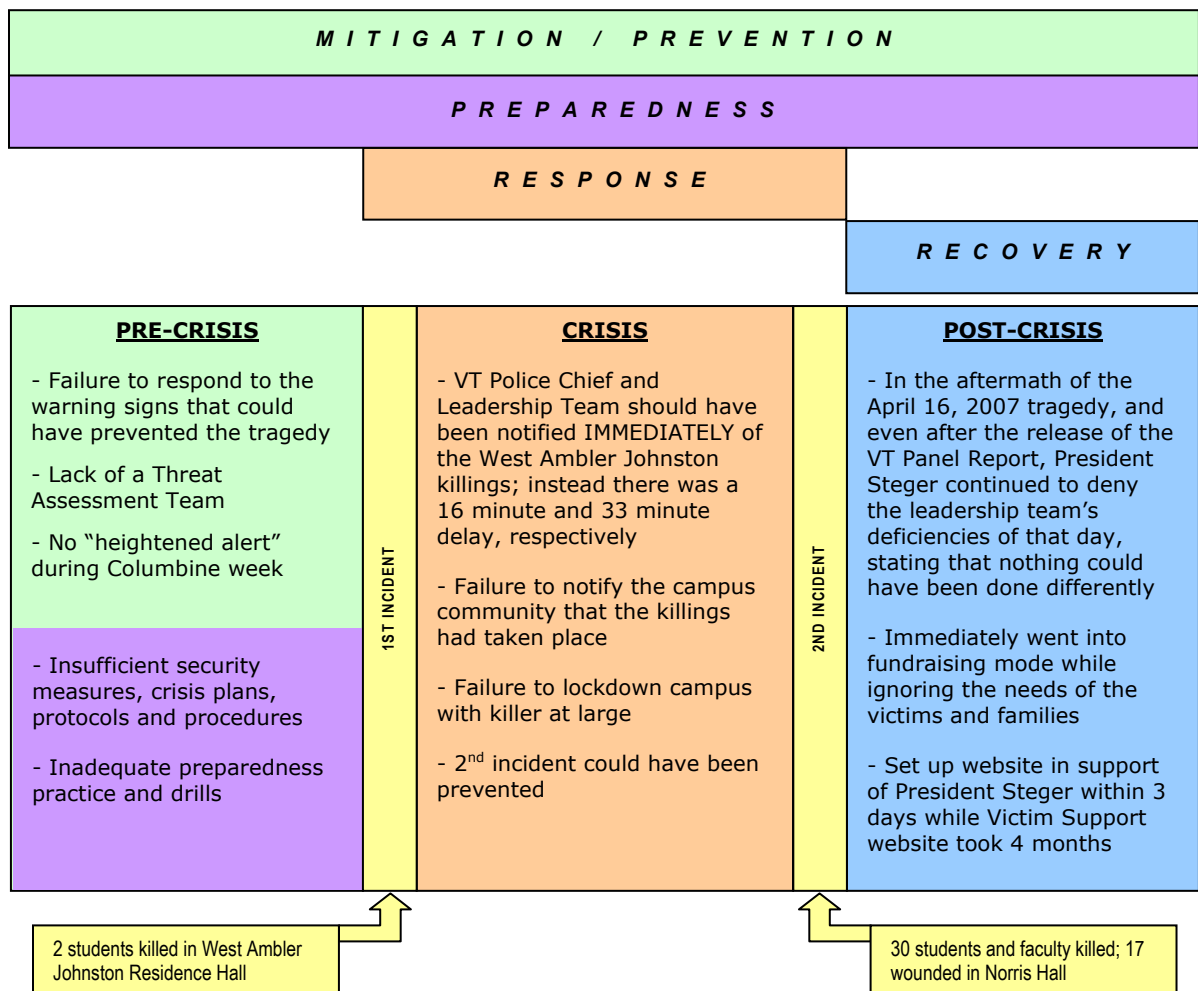 MITIGATION / PREVENTION
PREPAREDNESS
RESPONSE
RECOVERY
PRE-CRISIS
- Failure to respond to the
warning signs that could
have prevented the tragedy
- Lack of a Threat
Assessment Team
- No “heightened alert”
during Columbine week
- Insufficient security
measures, crisis plans,
protocols and procedures
- Inadequate preparedness
practice and drills
1ST INCIDENT
CRISIS
- VT Police Chief and
Leadership Team should have
been notified IMMEDIATELY of
the West Ambler Johnston
killings; instead there was a
16 minute and 33 minute
delay, respectively
- Failure to notify the campus
community that the killings
had taken place
- Failure to lockdown campus
with killer at large
- 2nd incident could have been
prevented
2ND INCIDENT
POST-CRISIS
- In the aftermath of the
April 16, 2007 tragedy, and
even after the release of the
VT Panel Report, President
Steger continued to deny
the leadership team’s
deficiencies of that day,
stating that nothing could
have been done differently
- Immediately went into
fundraising mode while
ignoring the needs of the
victims and families
- Set up website in support
of President Steger within 3
days while Victim Support
website took 4 months
2 students killed in West Ambler
Johnston Residence Hall
30 students and faculty killed; 17
wounded in Norris Hall